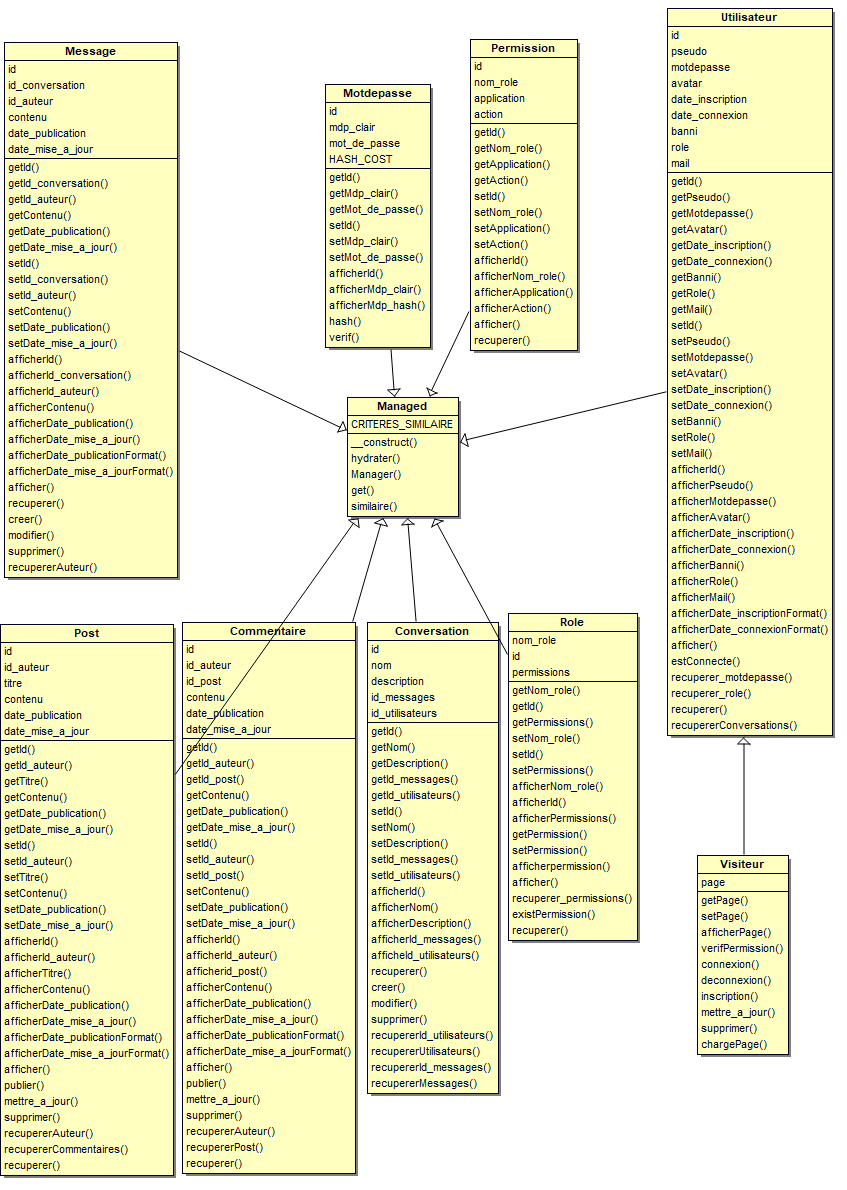 Message
id
id_conversation
id_auteur
contenu
date_publication
date_mise_a_jour
getId()
getId_conversation()
getId_auteur()
getContenu()
getDate_publication()
getDate_mise_a_jour()
setId()
setId_conversation()
setId_auteur()
setContenu()
setDate_publication()
setDate_mise_a_jour()
afficherId()
afficherId_conversation()
afficherId_auteur()
afficherContenu()
afficherDate_publication()
afficherDate_mise_a_jour()
afficherDate_publicationFormat()
afficherDate_mise_a_jourFormat()
afficher()
recuperer()
creer()
modifier()
supprimer()
recupererAuteur()
Motdepasse
id
mdp_clair
mot_de_passe
HASH_COST
getId()
getMdp_clair()
getMot_de_passe()
setId()
setMdp_clair()
setMot_de_passe()
afficherId()
afficherMdp_clair()
afficherMdp_hash()
hash()
verif()
Permission
id
nom_role
application
action
getId()
getNom_role()
getApplication()
getAction()
setId()
setNom_role()
setApplication()
setAction()
afficherId()
afficherNom_role()
afficherApplication()
afficherAction()
afficher()
recuperer()
Utilisateur
id
pseudo
motdepasse
avatar
date_inscription
date_connexion
banni
role
mail
getId()
getPseudo()
getMotdepasse()
getAvatar()
getDate_inscription()
getDate_connexion()
getBanni()
getRole()
getMail()
setId()
setPseudo()
setMotdepasse()
setAvatar()
setDate_inscription()
setDate_connexion()
setBanni()
setRole()
setMail()
afficherId()
afficherPseudo()
afficherMotdepasse()
afficherAvatar()
afficherDate_inscription()
afficherDate_connexion()
afficherBanni()
afficherRole()
afficherMail()
afficherDate_inscriptionFormat()
afficherDate_connexionFormat()
afficher()
estConnecte()
recuperer_motdepasse()
recuperer_role()
recuperer()
recupererConversations()
Managed
CRITERES_SIMILAIRE
__construct()
hydrater()
Manager()
get()
similaire()
Post
id
id_auteur
titre
contenu
date_publication
date_mise_a_jour
getId()
getId_auteur()
getTitre()
getContenu()
getDate_publication()
getDate_mise_a_jour()
setId()
setId_auteur()
setTitre()
setContenu()
setDate_publication()
setDate_mise_a_jour()
afficherId()
afficherId_auteur()
afficherTitre()
afficherContenu()
afficherDate_publication()
afficherDate_mise_a_jour()
afficherDate_publicationFormat()
afficherDate_mise_a_jourFormat()
afficher()
publier()
mettre_a_jour()
supprimer()
recupererAuteur()
recupererCommentaires()
recuperer()
Commentaire
id
id_auteur
id_post
contenu
date_publication
date_mise_a_jour
getId()
getId_auteur()
getId_post()
getContenu()
getDate_publication()
getDate_mise_a_jour()
setId()
setId_auteur()
setId_post()
setContenu()
setDate_publication()
setDate_mise_a_jour()
afficherId()
afficherId_auteur()
afficherid_post()
afficherContenu()
afficherDate_publication()
afficherDate_mise_a_jour()
afficherDate_publicationFormat()
afficherDate_mise_a_jourFormat()
afficher()
publier()
mettre_a_jour()
supprimer()
recupererAuteur()
recupererPost()
recuperer()
Conversation
id
nom
description
id_messages
id_utilisateurs
getId()
getNom()
getDescription()
getId_messages()
getId_utilisateurs()
setId()
setNom()
setDescription()
setId_messages()
setId_utilisateurs()
afficherId()
afficherNom()
afficherDescription()
afficherId_messages()
afficheId_utilisateurs()
recuperer()
creer()
modifier()
supprimer()
recupererId_utilisateurs()
recupererUtilisateurs()
recupererId_messages()
recupererMessages()
Role
nom_role
id
permissions
getNom_role()
getId()
getPermissions()
setNom_role()
setId()
setPermissions()
afficherNom_role()
afficherId()
afficherPermissions()
getPermission()
setPermission()
afficherpermission()
afficher()
recuperer_permissions()
existPermission()
recuperer()
Visiteur
page
getPage()
setPage()
afficherPage()
verifPermission()
connexion()
deconnexion()
inscription()
mettre_a_jour()
supprimer()
chargePage()